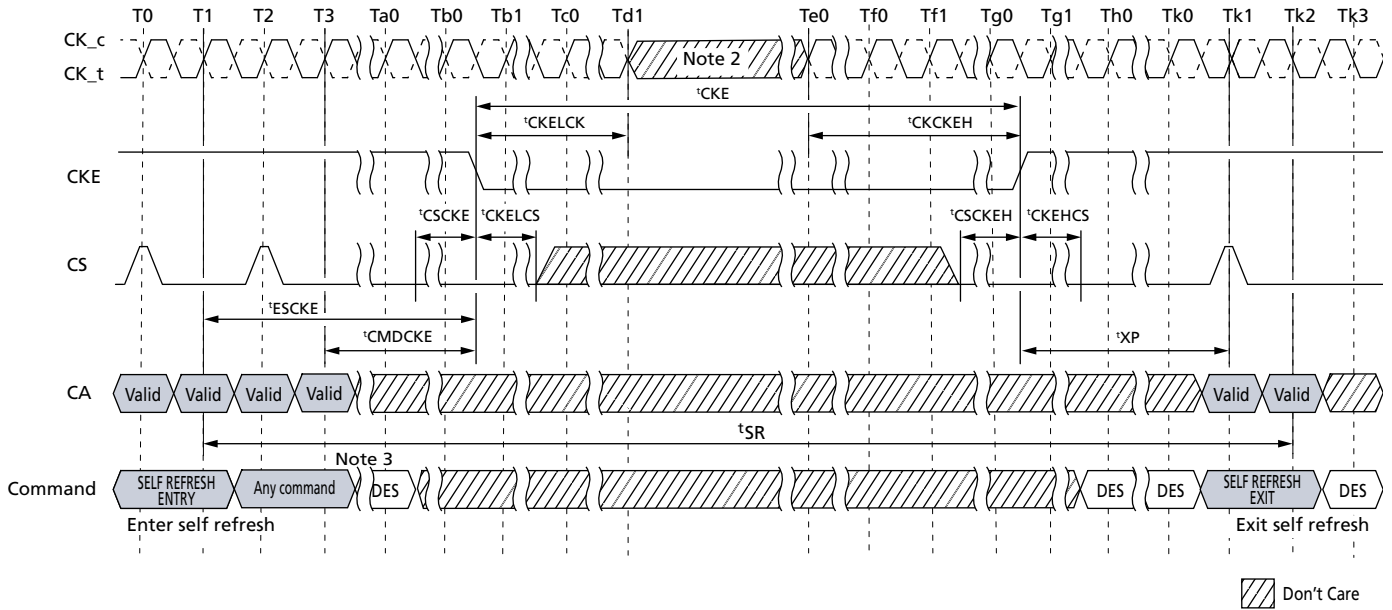 T0 T1 T2 T3 Ta0 Tb0 Tb1 Tc0 Td1 Te0 Tf0 Tf1 Tg0 Tg1 Th0 Tk0 Tk1 Tk2 Tk3
CK_c
CK_t
Note 2
tCKE
tCKELCK tCKCKEH
CKE
tCSCKE tCKELCS tCSCKEH tCKEHCS
CS
tESCKE
tCMDCKE tXP
CA Valid Valid Valid Valid Valid Valid
tSR
Note 3
Command SELF REFRESH ENTRY Any command DES DES DES SELF REFRESH EXIT DES
Enter self refresh Exit self refresh
Don't Care